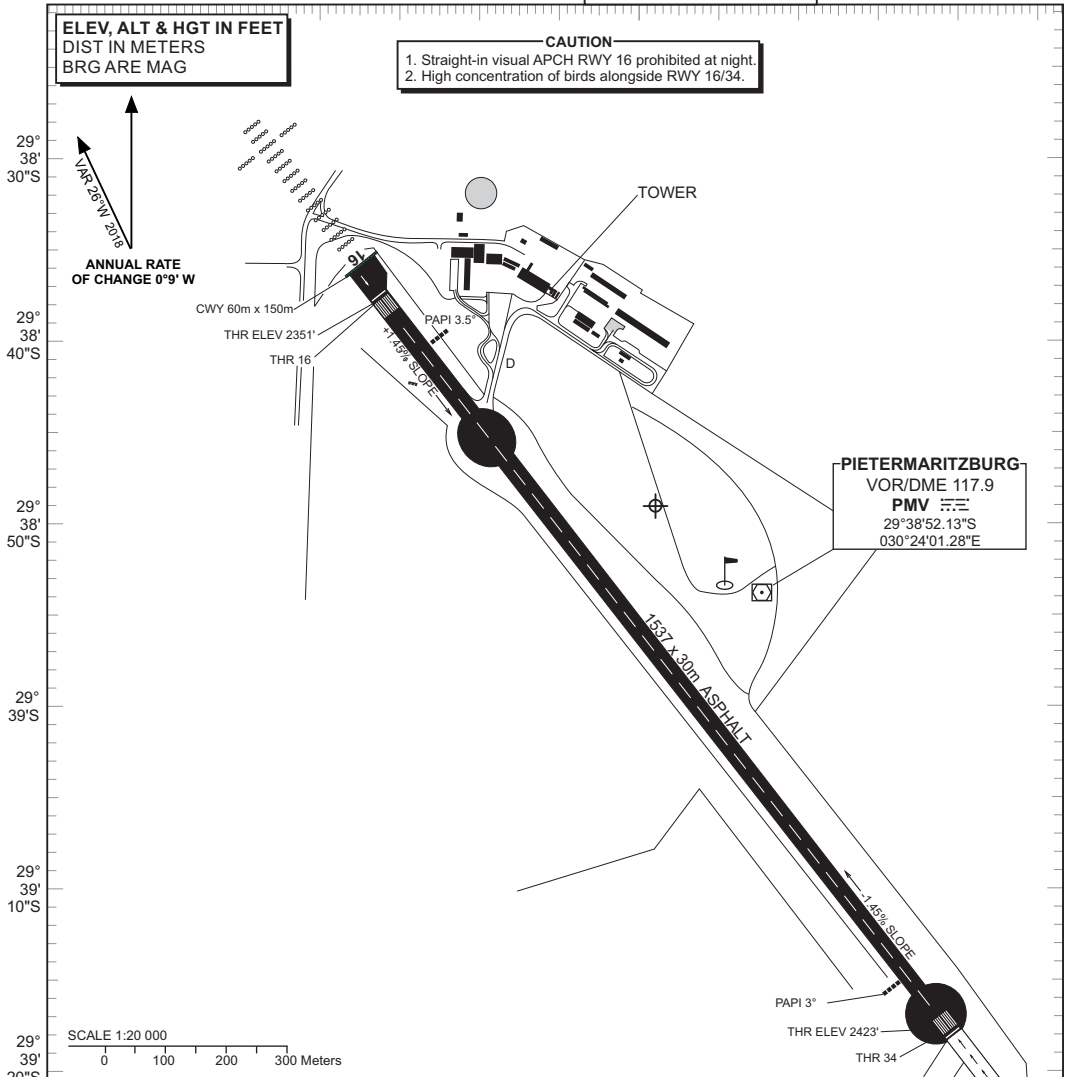 ELEV, ALT & HGT IN FEET
DIST IN METERS
BRG ARE MAG
CAUTION
1. Straight-in visual APCH RWY 16 prohibited at night.
2. High concentration of birds alongside RWY 16/34.
29°
38'
30"S
VAR 26°W 2018
ANNUAL RATE
OF CHANGE 0°9' W
TOWER
16
CWY 60m x 150m
THR ELEV 2351'
THR 16
PAPI 3.5°
+1.45% SLOPE
D
29°
38'
40"S
PIETERMARITZBURG
VOR/DME 117.9
PMV
29°38'52.13"S
030°24'01.28"E
29°
38'
50"S
1537 x 30m ASPHALT
29°
39'S
29°
39'
10"S
-1.45% SLOPE
PAPI 3°
THR ELEV 2423'
THR 34
SCALE 1:20 000
0 100 200 300 Meters
29°
39'
20"S